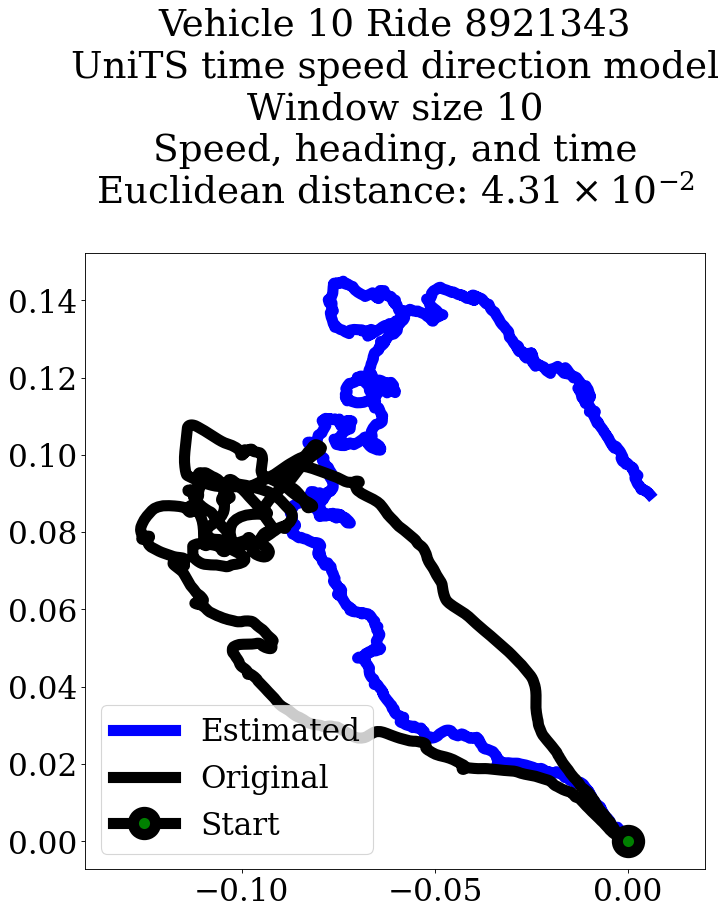 Vehicle 10 Ride 8921343
UniTS time speed direction model
Window size 10
Speed, heading, and time
Euclidean distance: 4.31 × 10⁻²
0.14
0.12
0.10
0.08
0.06
0.04
0.02
0.00
Estimated
Original
Start
−0.10
−0.05
0.00